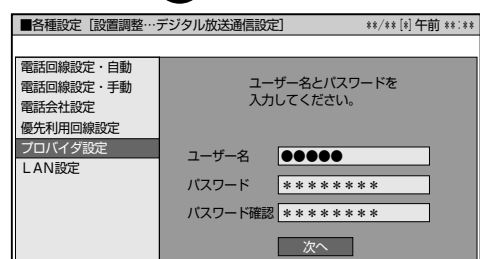 ■各種設定［設置調整…デジタル放送通信設定］ **/**[*]午前 **:**
電話回線設定・自動
電話回線設定・手動
電話会社設定
優先利用回線設定
プロバイダ設定
LAN設定
ユーザー名とパスワードを
入力してください。
ユーザー名 ●●●●●
パスワード ********
パスワード確認 ********
次へ